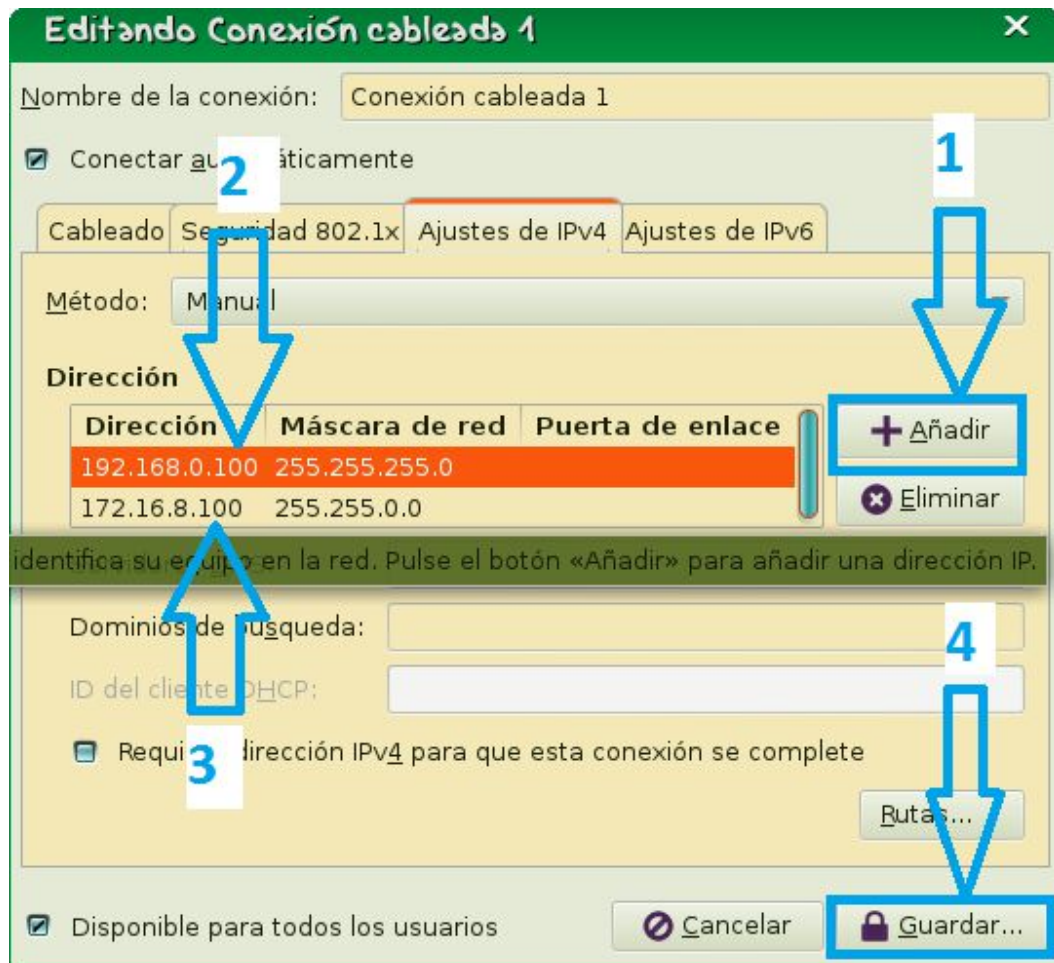 Editando Conexión cableada 1
Nombre de la conexión: Conexión cableada 1
1
Conectar au áticamente
2
Cableado Seguridad 802.1x Ajustes de IPv4 Ajustes de IPv6
Método: Manual
Dirección
Dirección Máscara de red Puerta de enlace
Añadir
192.168.0.100 255.255.255.0
172.16.8.100 255.255.0.0
Eliminar
identifica su equipo en la red. Pulse el botón «Añadir» para añadir una dirección IP.
Dominios de búsqueda:
4
ID del cliente DHCP:
Requi dirección IPv4 para que esta conexión se complete
3
Rutas...
Disponible para todos los usuarios
Cancelar
Guardar...